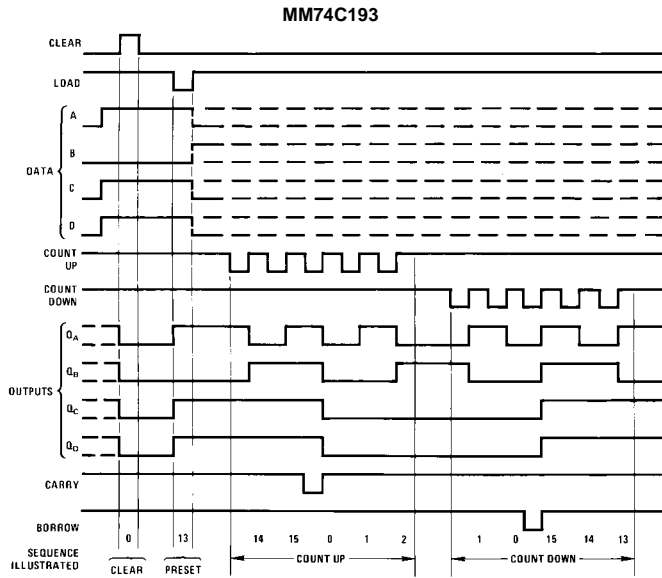 MM74C193
CLEAR
LOAD
A
B
DATA
C
D
COUNT
UP
COUNT
DOWN
QA
QB
OUTPUTS
QC
QD
CARRY
BORROW
0 13 14 15 0 1 2 1 0 15 14 13
SEQUENCE
ILLUSTRATED
CLEAR PRESET COUNT UP COUNT DOWN